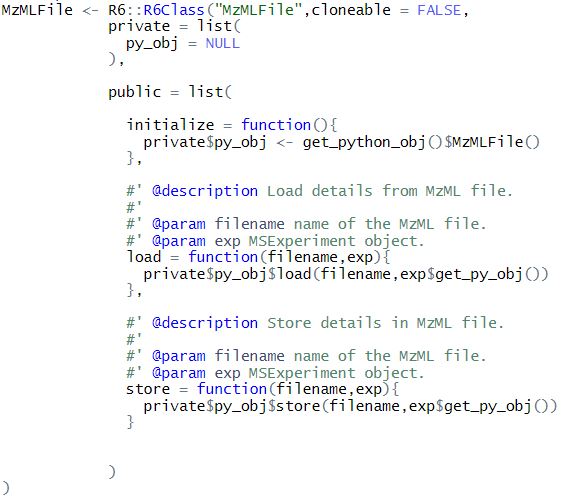 MzMLFile <- R6::R6Class("MzMLFile",cloneable = FALSE,
private = list(
py_obj = NULL
),
public = list(
initialize = function(){
private$py_obj <- get_python_obj()$MzMLFile()
},
#' @description Load details from MzML file.
#'
#' @param filename name of the MzML file.
#' @param exp MSExperiment object.
load = function(filename,exp){
private$py_obj$load(filename,exp$get_py_obj())
},
#' @description Store details in MzML file.
#'
#' @param filename name of the MzML file.
#' @param exp MSExperiment object.
store = function(filename,exp){
private$py_obj$store(filename,exp$get_py_obj())
}
)
)